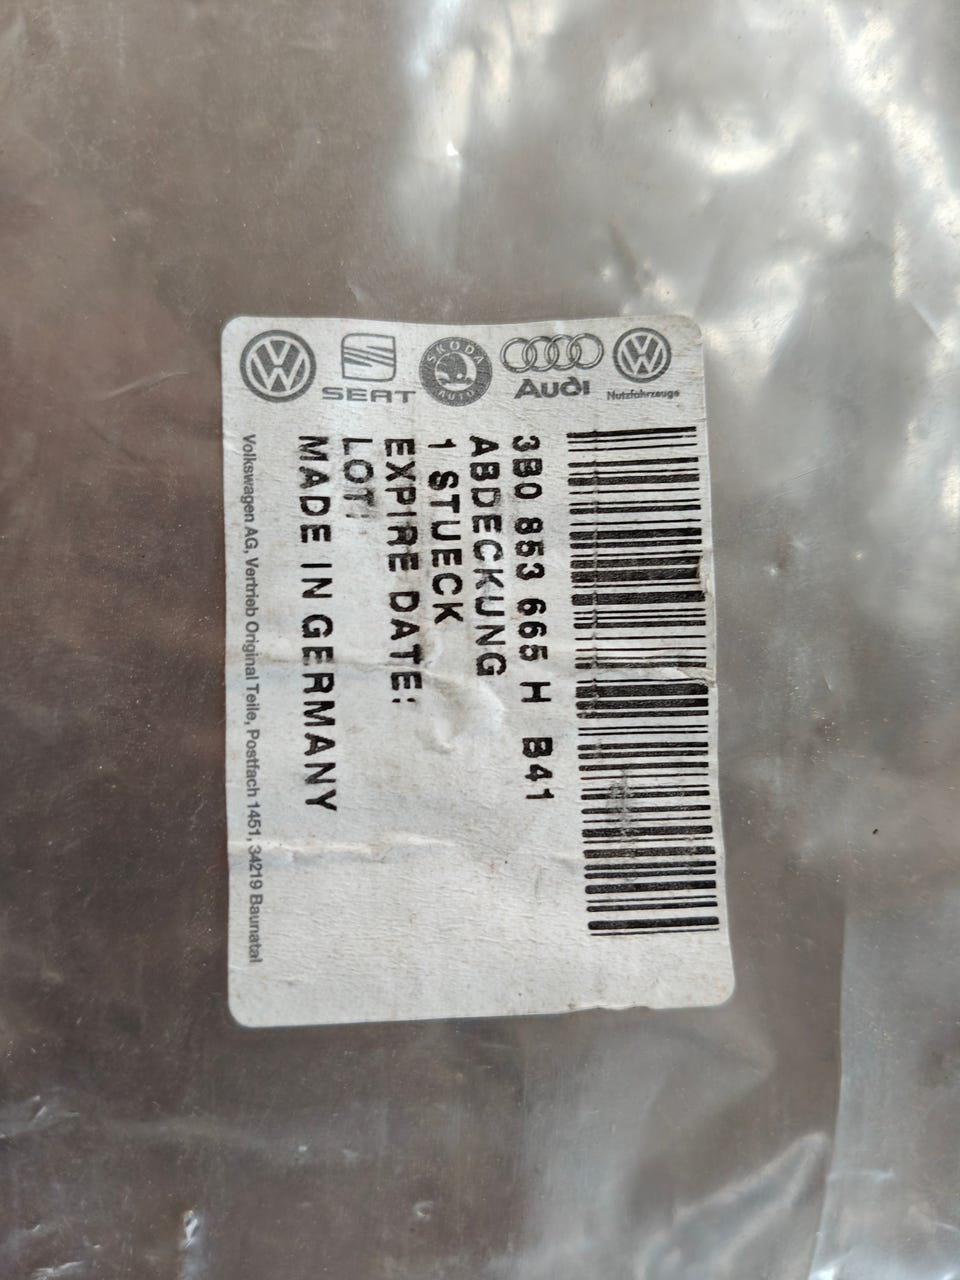 SEAT
SKODA
AUTO
Audi
Nutzfahrzeuge
3B0 853 665 H B41
ABDECKUNG
1 STUECK
EXPIRE DATE:
LOT:
MADE IN GERMANY
Volkswagen AG, Vertrieb Original Teile, Postfach 1451, 34219 Baunatal